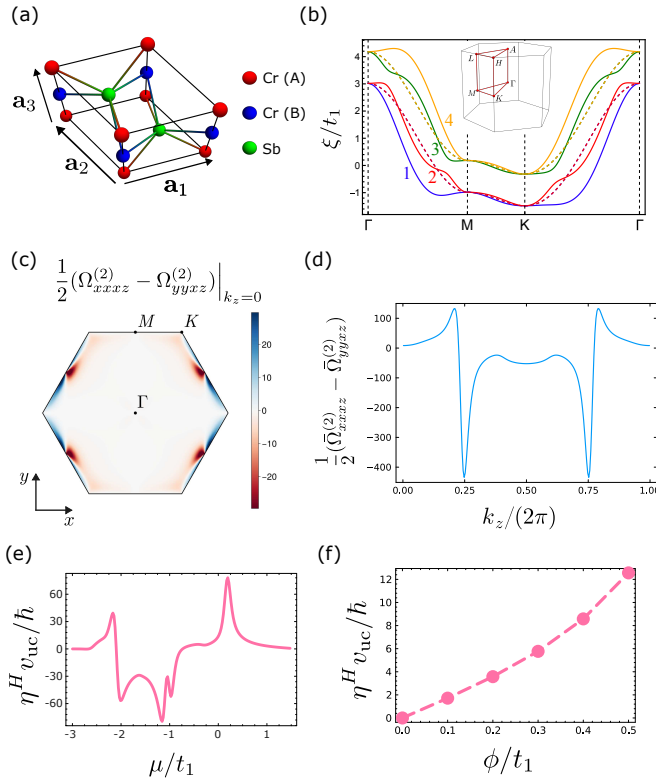 (a)
Cr (A)
Cr (B)
Sb
a₃
a₂
a₁
(b)
ξ/t₁
4
3
2
1
0
−1
4
3
2
1
L
A
H
M
Γ
K
Γ
M
K
Γ
(c)
1/2(Ω⁽²⁾ₓₓₓz − Ω⁽²⁾yyxz)|kz=0
M
K
Γ
y
x
20
10
0
−10
−20
(d)
1/2(Ω̄⁽²⁾ₓₓₓz − Ω̄⁽²⁾yyxz)
100
0
−100
−200
−300
−400
0.00
0.25
0.50
0.75
1.00
kz/(2π)
(e)
ηᴴvuc/ħ
60
30
0
-30
-60
-3
-2
-1
0
1
μ/t₁
(f)
ηᴴvuc/ħ
12
10
8
6
4
2
0
0.0
0.1
0.2
0.3
0.4
0.5
ϕ/t₁